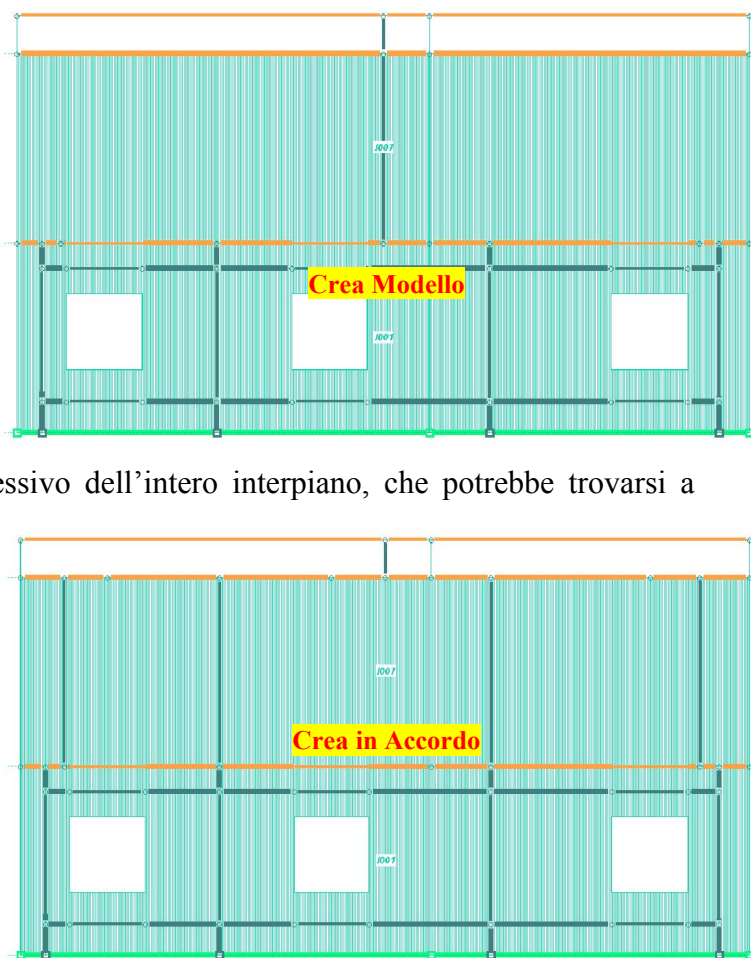 1007
Crea Modello
1001
essivo dell’intero interpiano, che potrebbe trovarsi a
1007
Crea in Accordo
1001